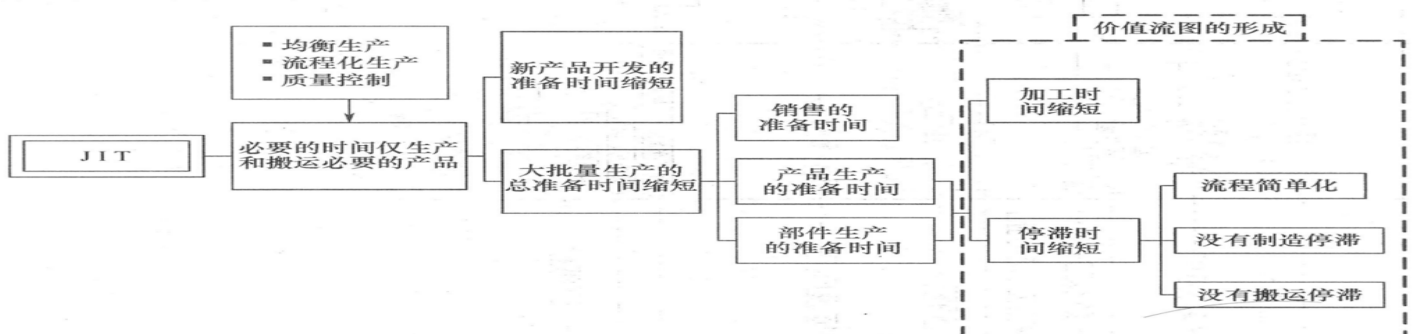 价值流图的形成
▪ 均衡生产
▪ 流程化生产
▪ 质量控制
新产品开发的
准备时间缩短
加工时
间缩短
销售的
准备时间
JIT
必要的时间仅生产
和搬运必要的产品
大批量生产的
总准备时间缩短
产品生产
的准备时间
流程简单化
部件生产
的准备时间
停滞时
间缩短
没有制造停滞
没有搬运停滞